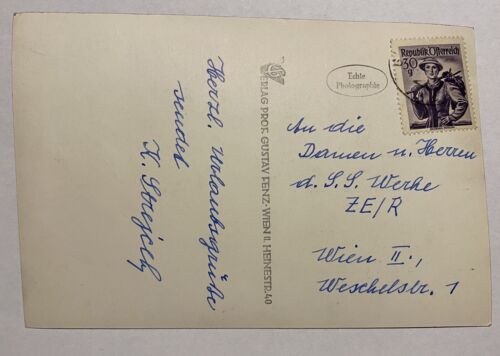 Herzl. Urlaubsgrüße
sendet
VERLAG PROF. GUSTAV FENZ-WIEN II, HEINESTR. 40
Echte
Photographie
Republik Österreich
30
g
An die
Damen u. Herren
d. S.S. Werke
ZE/R
Wien II.,
Weschelstr. 1